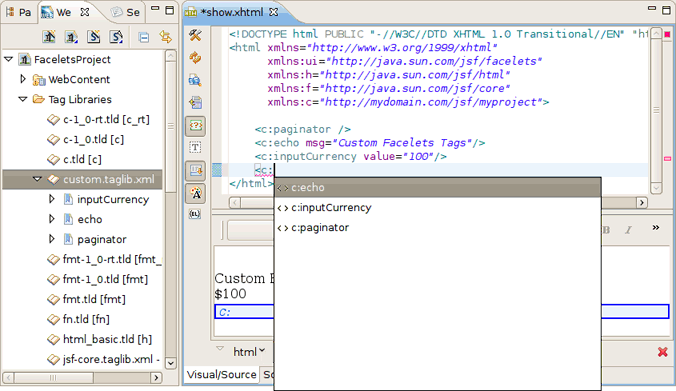 Pa
We
FaceletsProject
WebContent
Tag Libraries
c-1_0-rt.tld [c_rt]
c-1_0.tld [c]
c.tld [c]
custom.taglib.xml
inputCurrency
echo
paginator
fmt-1_0-rt.tld [fmt_
fmt-1_0.tld [fmt]
fmt.tld [fmt]
fn.tld [fn]
html_basic.tld [h]
jsf-core.taglib.xml -
*show.xhtml
<!DOCTYPE html PUBLIC "-//W3C//DTD XHTML 1.0 Transitional//EN" "ht
<html xmlns="http://www.w3.org/1999/xhtml"
xmlns:ui="http://java.sun.com/jsf/facelets"
xmlns:h="http://java.sun.com/jsf/html"
xmlns:f="http://java.sun.com/jsf/core"
xmlns:c="http://mydomain.com/jsf/myproject">
<c:paginator />
<c:echo msg="Custom Facelets Tags"/>
<c:inputCurrency value="100"/>
<c:
</html>
c:echo
c:inputCurrency
c:paginator
B I »
Custom
$100
C:
html
Visual/Source